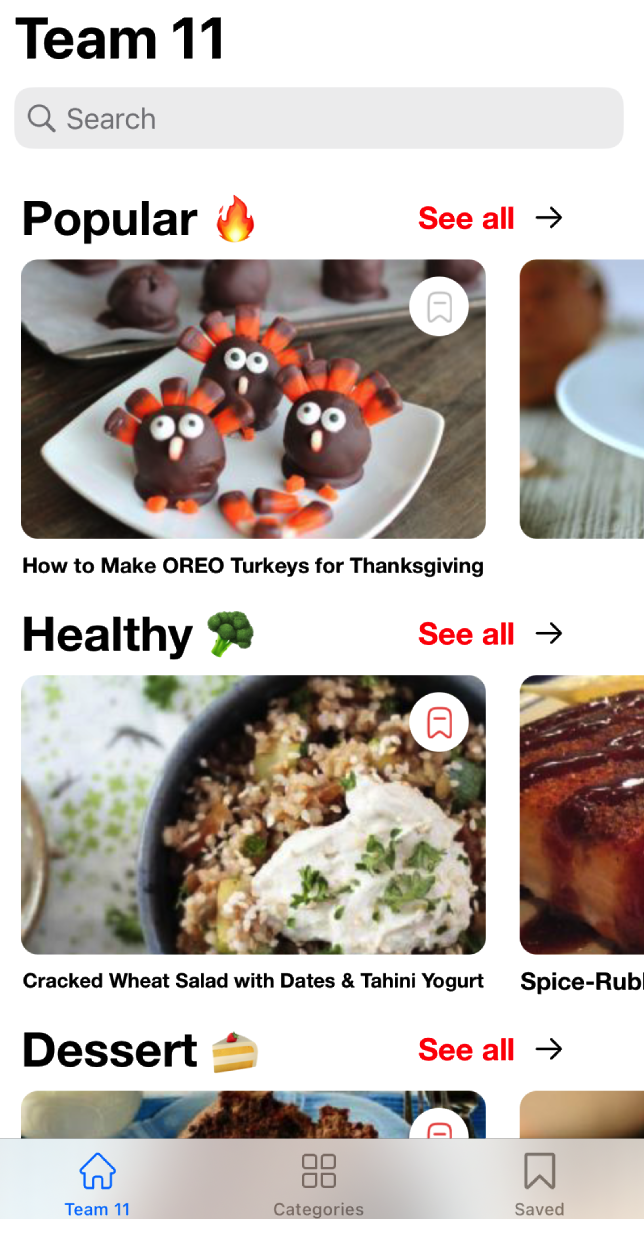 Team 11
Search
Popular 🔥 See all →
How to Make OREO Turkeys for Thanksgiving
Healthy 🥦 See all →
Cracked Wheat Salad with Dates & Tahini Yogurt
Spice-Rub
Dessert 🍰 See all →
Team 11 Categories Saved